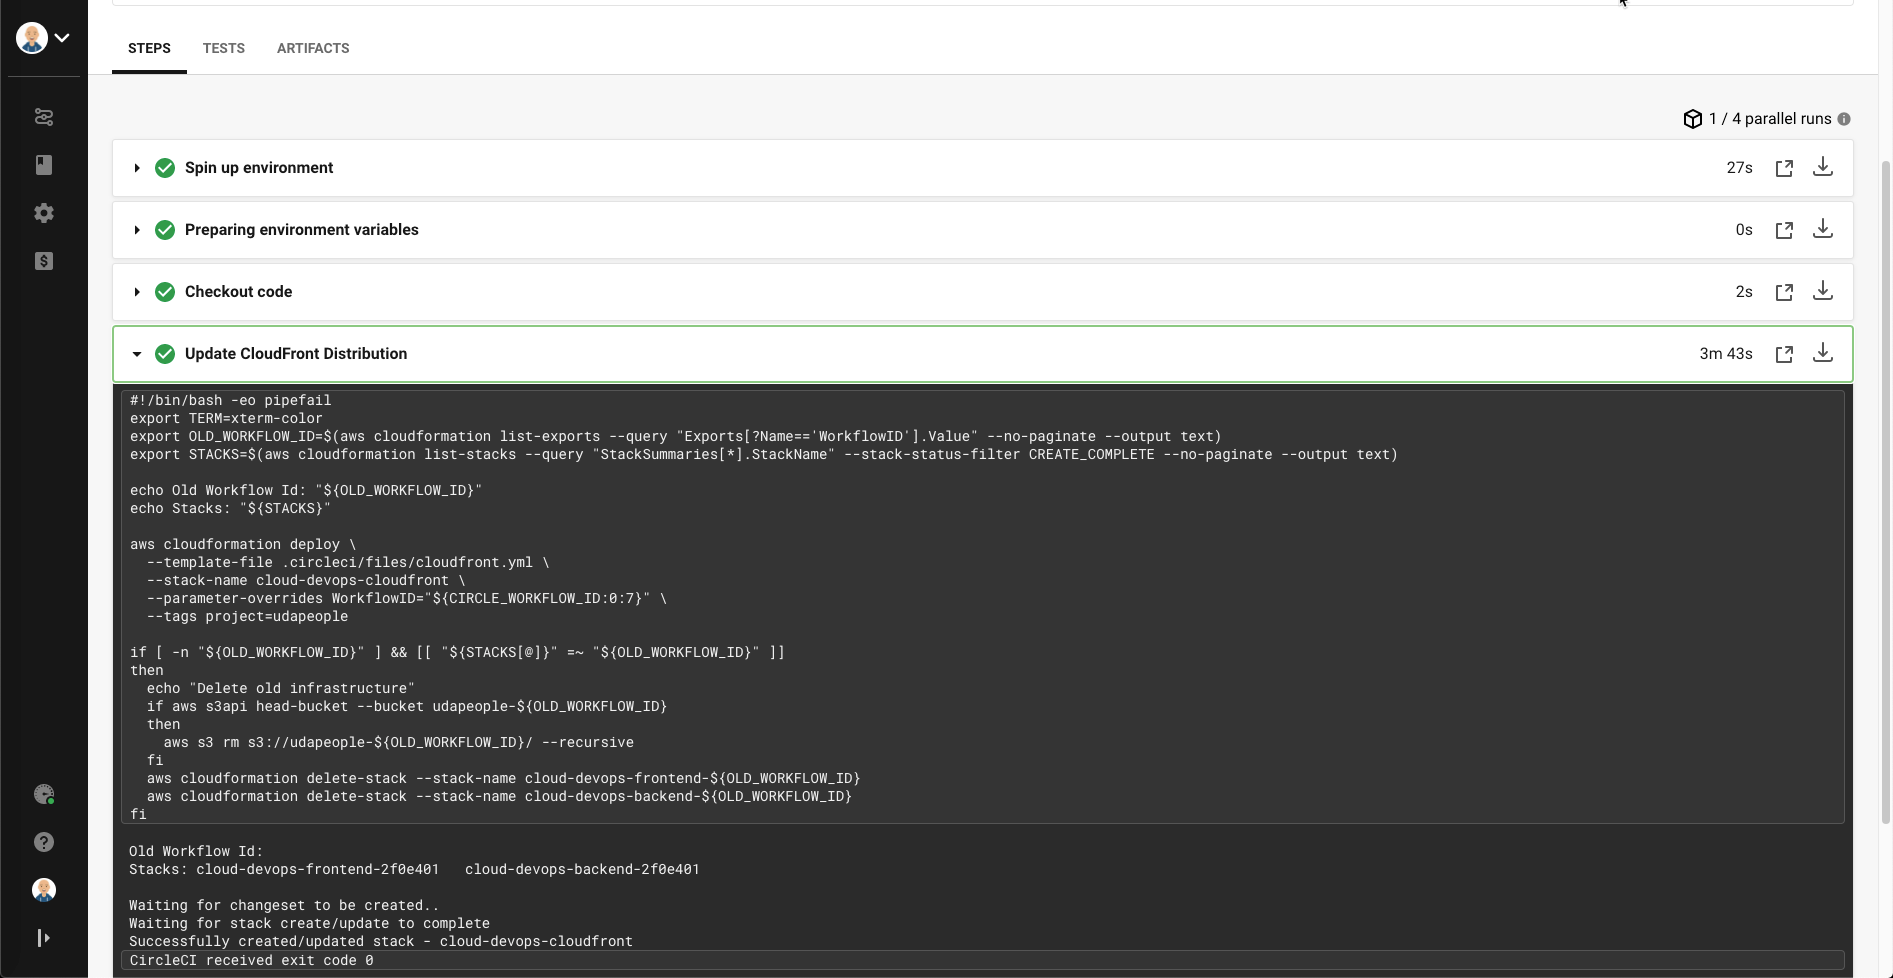 STEPS TESTS ARTIFACTS
1 / 4 parallel runs
Spin up environment 27s
Preparing environment variables 0s
Checkout code 2s
Update CloudFront Distribution 3m 43s
#!/bin/bash -eo pipefail
export TERM=xterm-color
export OLD_WORKFLOW_ID=$(aws cloudformation list-exports --query "Exports[?Name=='WorkflowID'].Value" --no-paginate --output text)
export STACKS=$(aws cloudformation list-stacks --query "StackSummaries[*].StackName" --stack-status-filter CREATE_COMPLETE --no-paginate --output text)

echo Old Workflow Id: "${OLD_WORKFLOW_ID}"
echo Stacks: "${STACKS}"

aws cloudformation deploy \
  --template-file .circleci/files/cloudfront.yml \
  --stack-name cloud-devops-cloudfront \
  --parameter-overrides WorkflowID="${CIRCLE_WORKFLOW_ID:0:7}" \
  --tags project=udapeople

if [ -n "${OLD_WORKFLOW_ID}" ] && [[ "${STACKS[@]}" =~ "${OLD_WORKFLOW_ID}" ]]
then
  echo "Delete old infrastructure"
  if aws s3api head-bucket --bucket udapeople-${OLD_WORKFLOW_ID}
  then
    aws s3 rm s3://udapeople-${OLD_WORKFLOW_ID}/ --recursive
  fi
  aws cloudformation delete-stack --stack-name cloud-devops-frontend-${OLD_WORKFLOW_ID}
  aws cloudformation delete-stack --stack-name cloud-devops-backend-${OLD_WORKFLOW_ID}
fi
Old Workflow Id:
Stacks: cloud-devops-frontend-2f0e401   cloud-devops-backend-2f0e401

Waiting for changeset to be created..
Waiting for stack create/update to complete
Successfully created/updated stack - cloud-devops-cloudfront
CircleCI received exit code 0